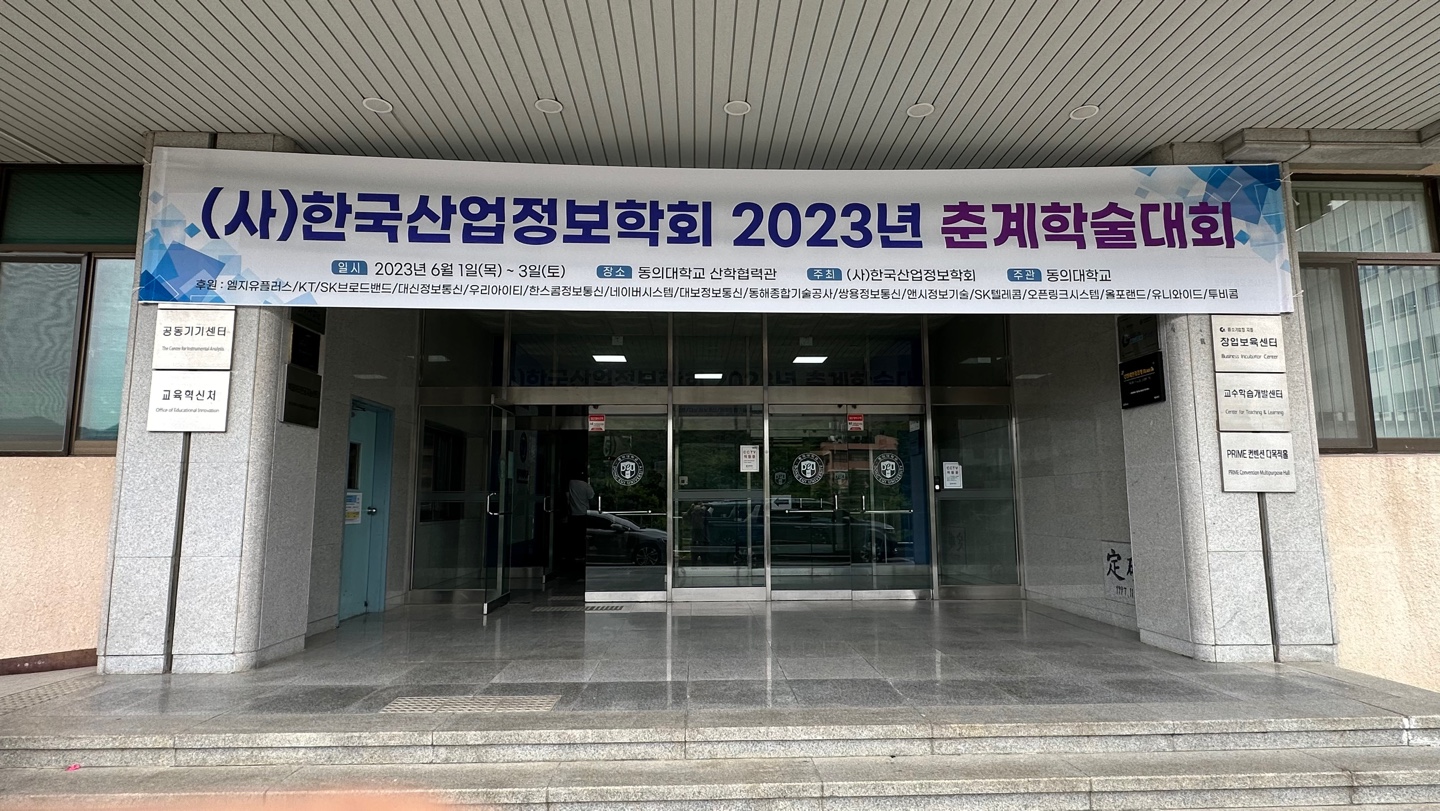 (사)한국산업정보학회 2023년 춘계학술대회
일시 2023년 6월 1일(목) ~ 3일(토) 장소 동의대학교 산학협력관 주최 (사)한국산업정보학회 주관 동의대학교
후원 : 엘지유플러스/KT/SK브로드밴드/대신정보통신/우리아이티/한스콤정보통신/네이버시스템/대보정보통신/동해종합기술공사/쌍용정보통신/앤시정보기술/SK텔레콤/오픈링크시스템/올포랜드/유니와이드/투비콤
공동기기센터
The Center for Instrumental Analysis
교육혁신처
Office of Educational Innovation
창업보육센터
Business Incubator Center
교수학습개발센터
Center for Teaching & Learning
PRIME 컨벤션 다목적홀
PRIME Convention Multipurpose Hall
CCTV
CCTV
定